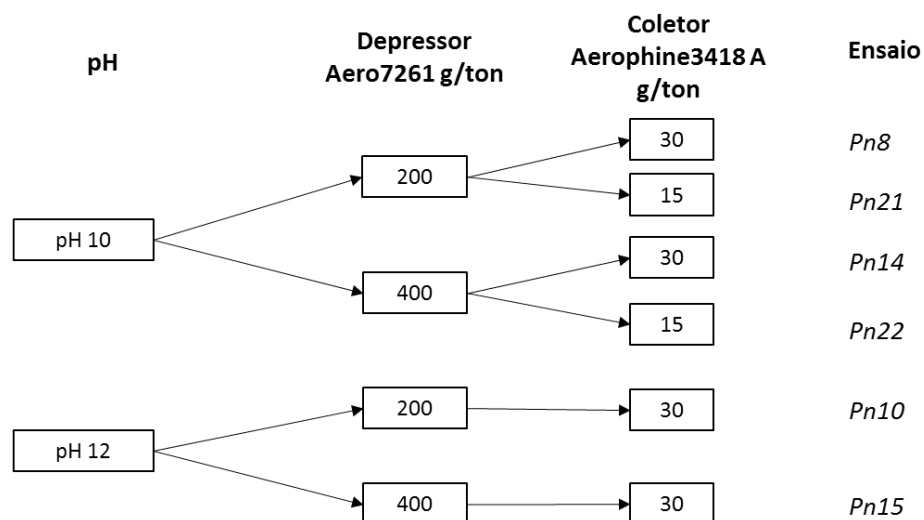 pH
Depressor
Aero7261 g/ton
Coletor
Aerophine3418 A
g/ton
Ensaio
30
Pn8
200
15
Pn21
pH 10
30
Pn14
400
15
Pn22
200
30
Pn10
pH 12
400
30
Pn15